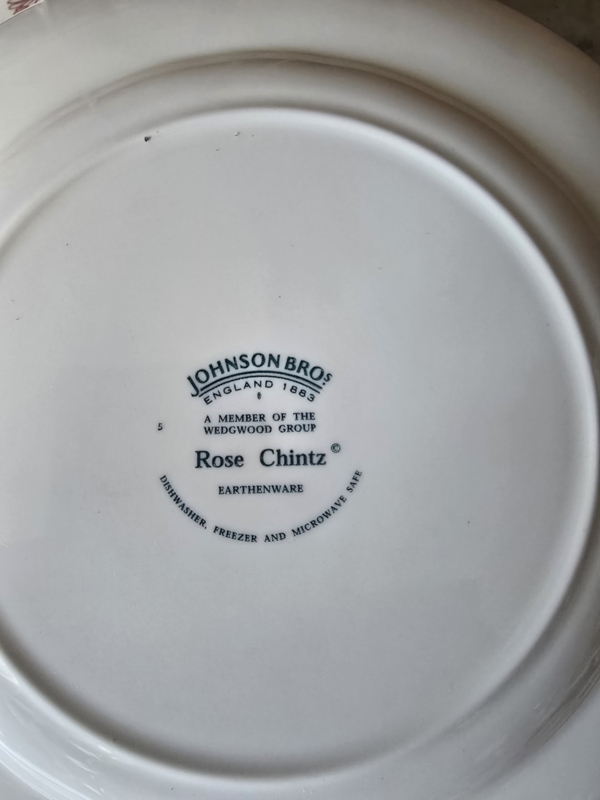 JOHNSON BROS
ENGLAND 1883
A MEMBER OF THE
WEDGWOOD GROUP
5
Rose Chintz ©
EARTHENWARE
DISHWASHER, FREEZER AND MICROWAVE SAFE